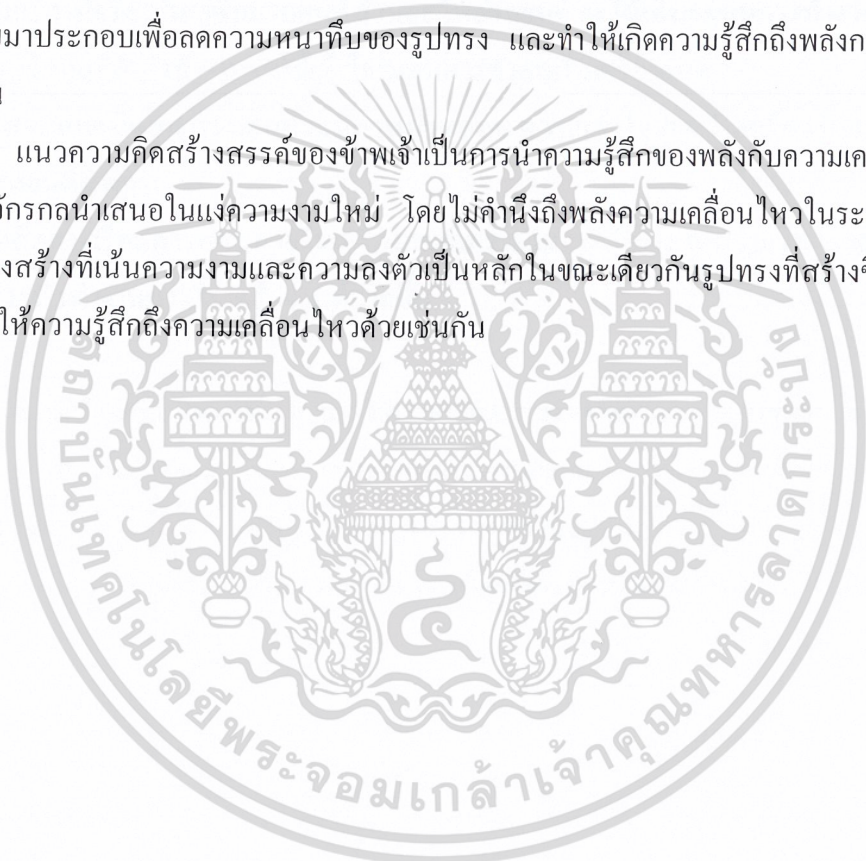 มาประกอบเพื่อลดความหนาทึบของรูปทรง และทำให้เกิดความรู้สึกถึงพลังก
แนวความคิดสร้างสรรค์ของข้าพเจ้าเป็นการนำความรู้สึกของพลังกับความเค
จักรกลนำเสนอในแง่ความงามใหม่ โดยไม่คำนึงถึงพลังความเคลื่อนไหวในระ
งสร้างที่เน้นความงามและความลงตัวเป็นหลักในขณะเดียวกันรูปทรงที่สร้างขึ
ให้ความรู้สึกถึงความเคลื่อนไหวด้วยเช่นกัน
สถาบันเทคโนโลยีพระจอมเกล้าเจ้าคุณทหารลาดกระบัง
๔